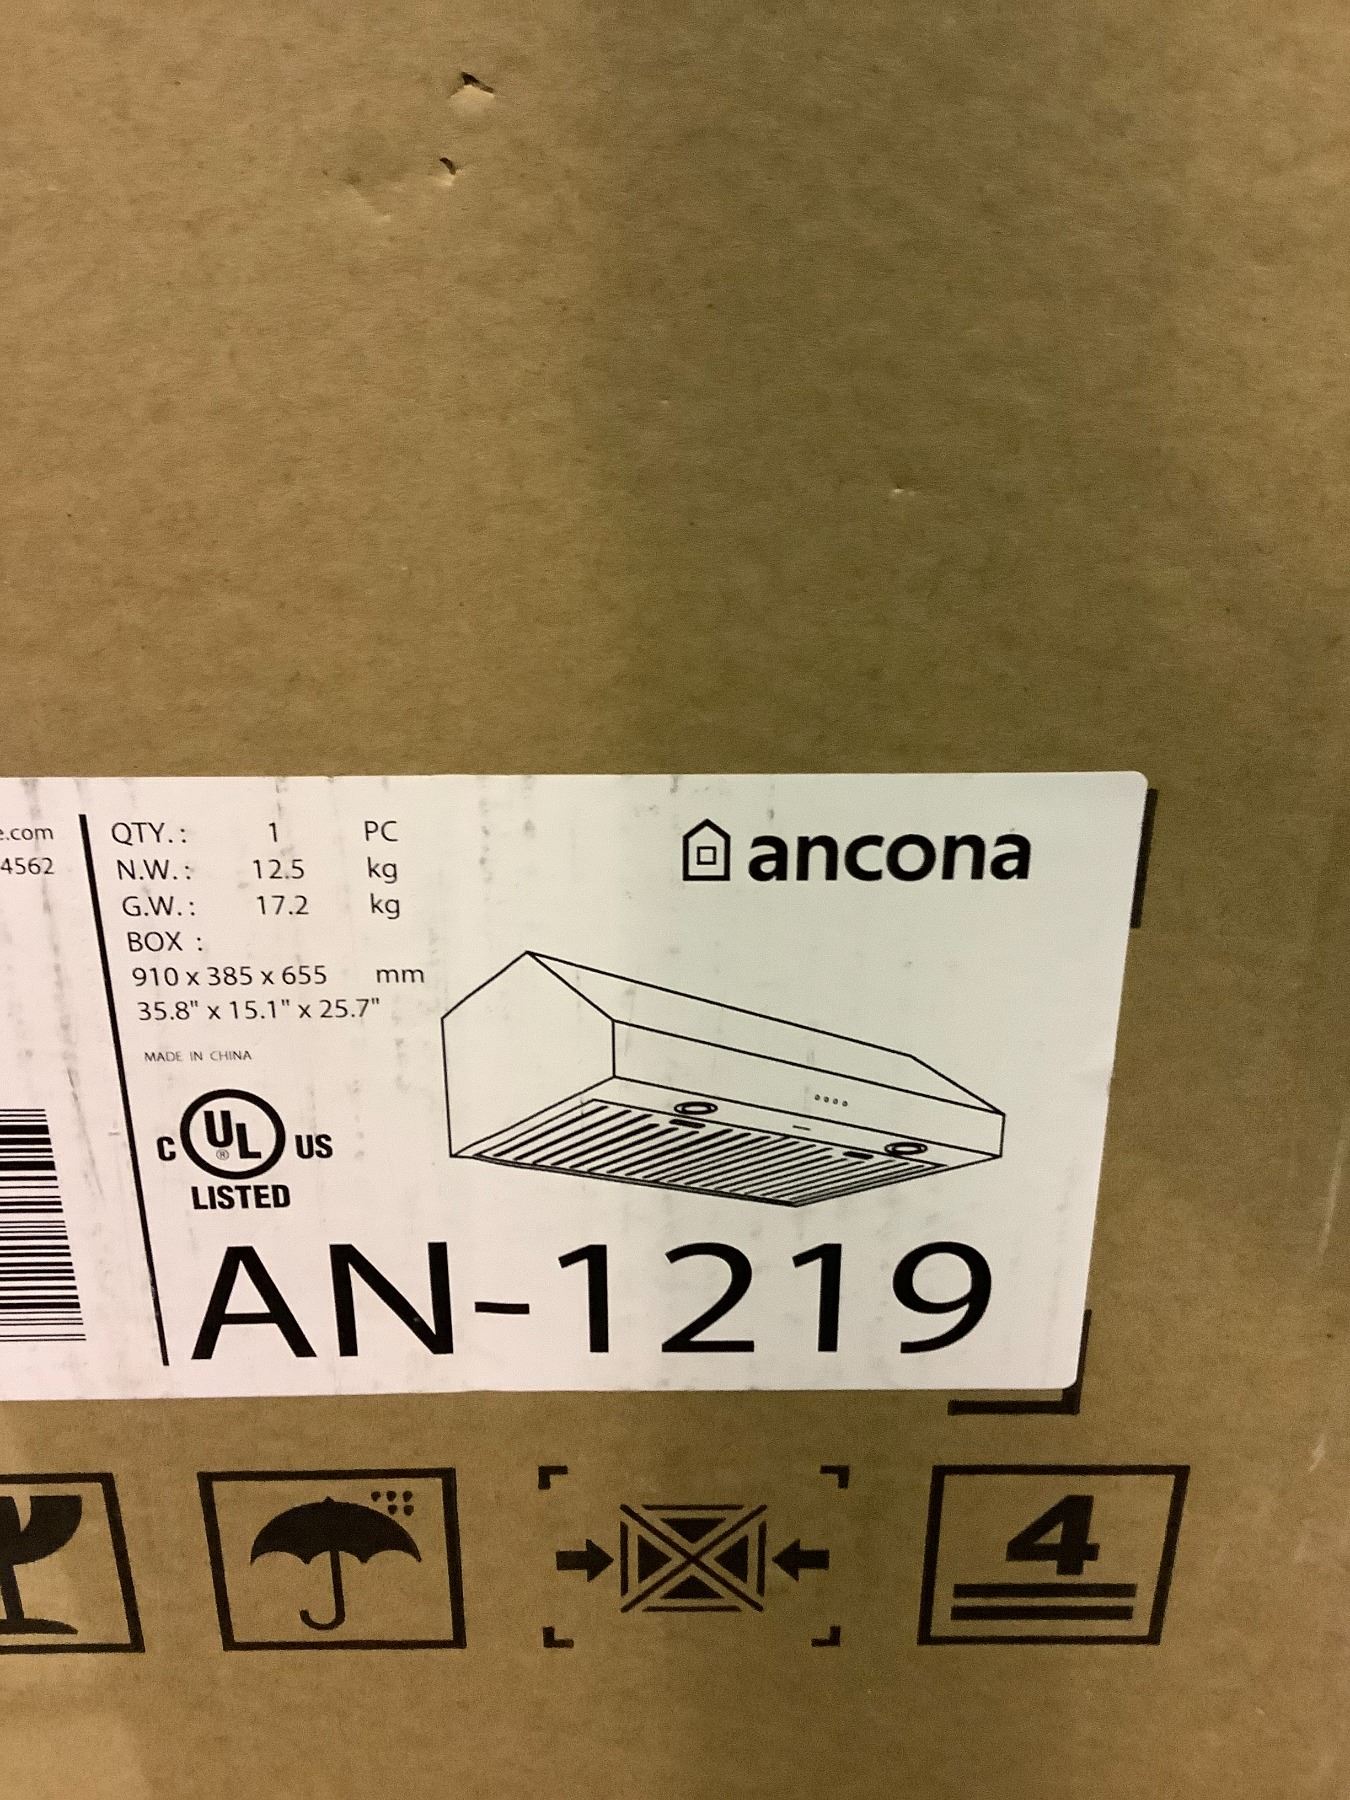 e.com
4562
QTY.: 1 PC
N.W.: 12.5 kg
G.W.: 17.2 kg
BOX :
910 x 385 x 655 mm
35.8" x 15.1" x 25.7"
MADE IN CHINA
C UL ® US
LISTED
ancona
AN-1219
4